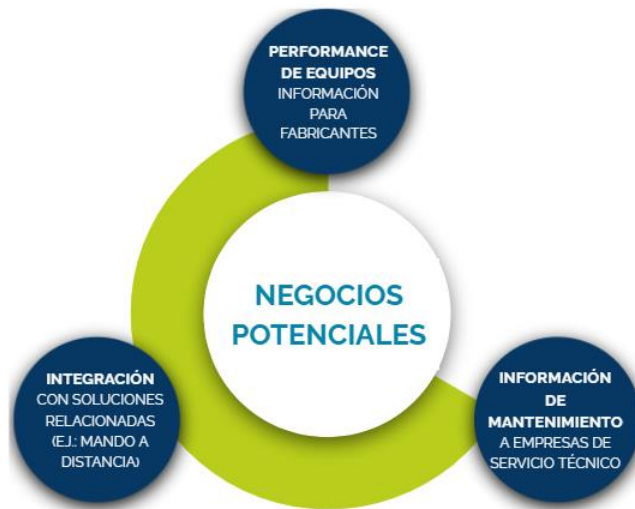 PERFORMANCE
DE EQUIPOS
INFORMACIÓN
PARA
FABRICANTES
NEGOCIOS
POTENCIALES
INTEGRACIÓN
CON SOLUCIONES
RELACIONADAS
(EJ.: MANDO A
DISTANCIA)
INFORMACIÓN
DE
MANTENIMIENTO
A EMPRESAS DE
SERVICIO TÉCNICO